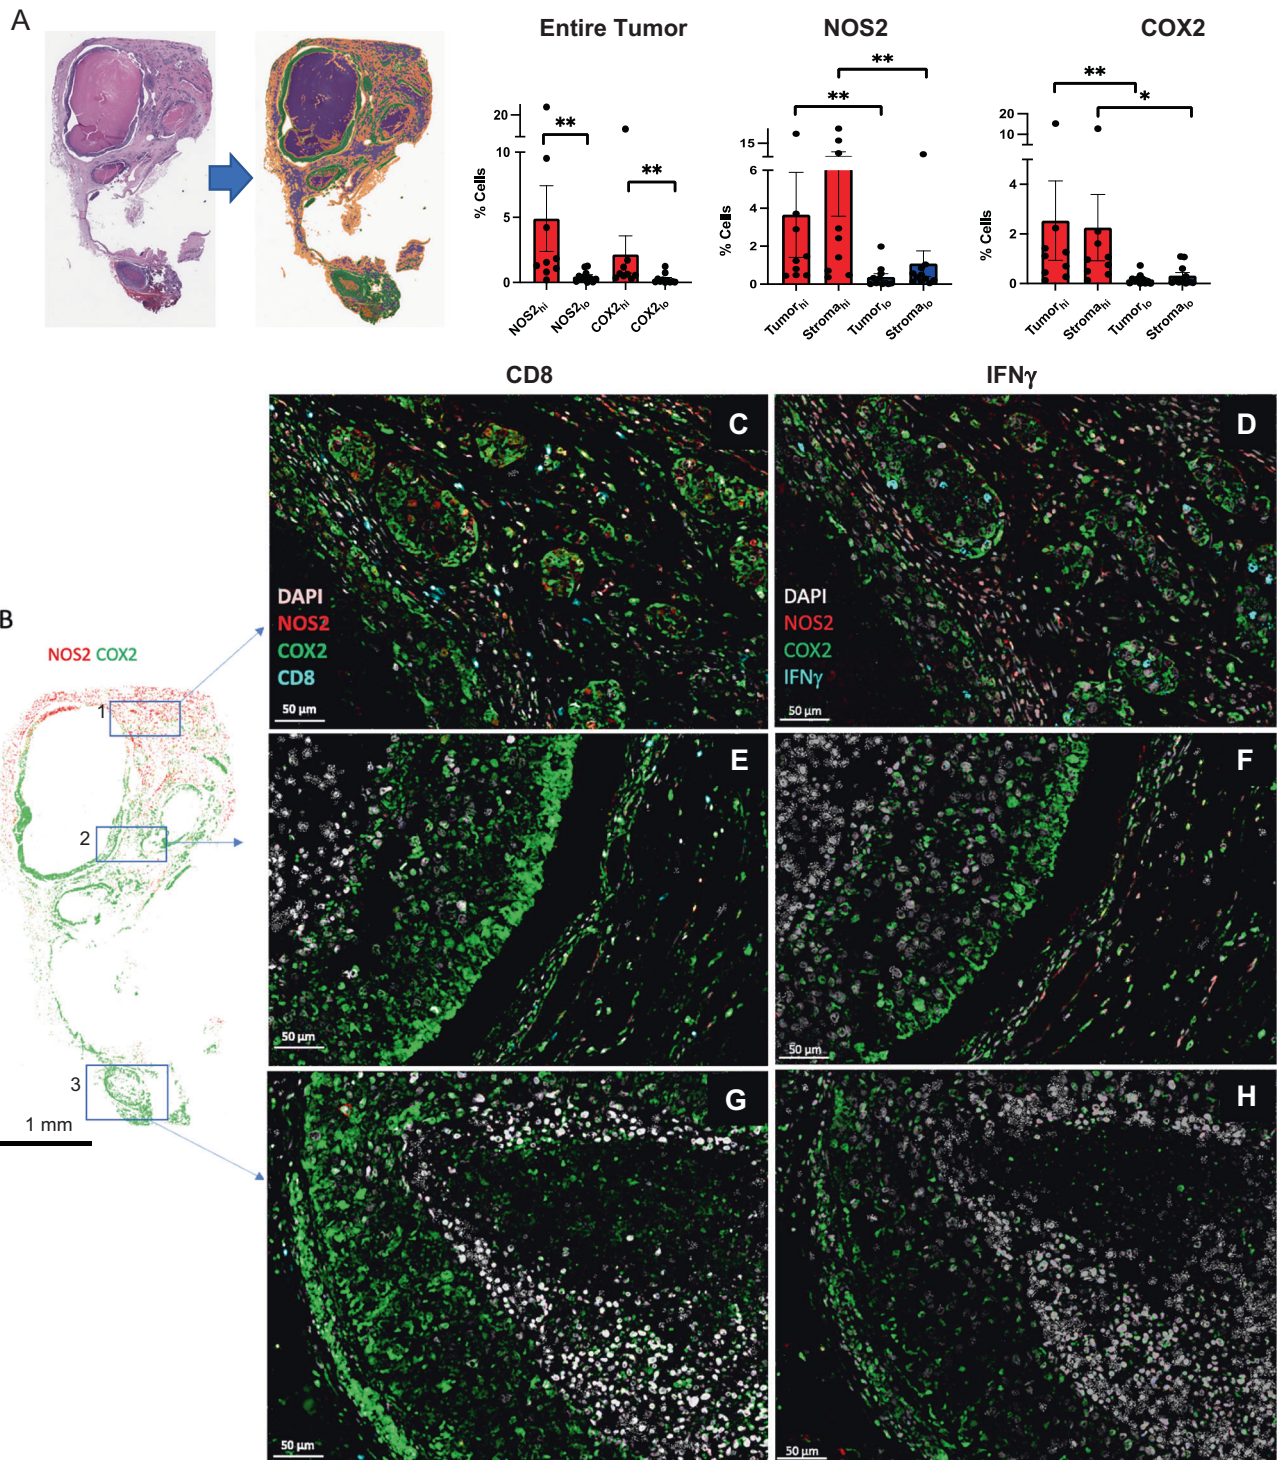 A
Entire Tumor
NOS2
COX2
**
**
% Cells
20
10
5
0
NOS2hi
NOS2lo
COX2hi
COX2lo
**
**
% Cells
15
6
4
2
0
Tumorhi
Stromahi
Tumorlo
Stromalo
**
*
% Cells
20
10
4
2
0
Tumorhi
Stromahi
Tumorlo
Stromalo
CD8
IFNγ
B
NOS2 COX2
1
2
3
1 mm
C
DAPI
NOS2
COX2
CD8
50 µm
D
DAPI
NOS2
COX2
IFNγ
50 µm
E
50 µm
F
50 µm
G
50 µm
H
50 µm